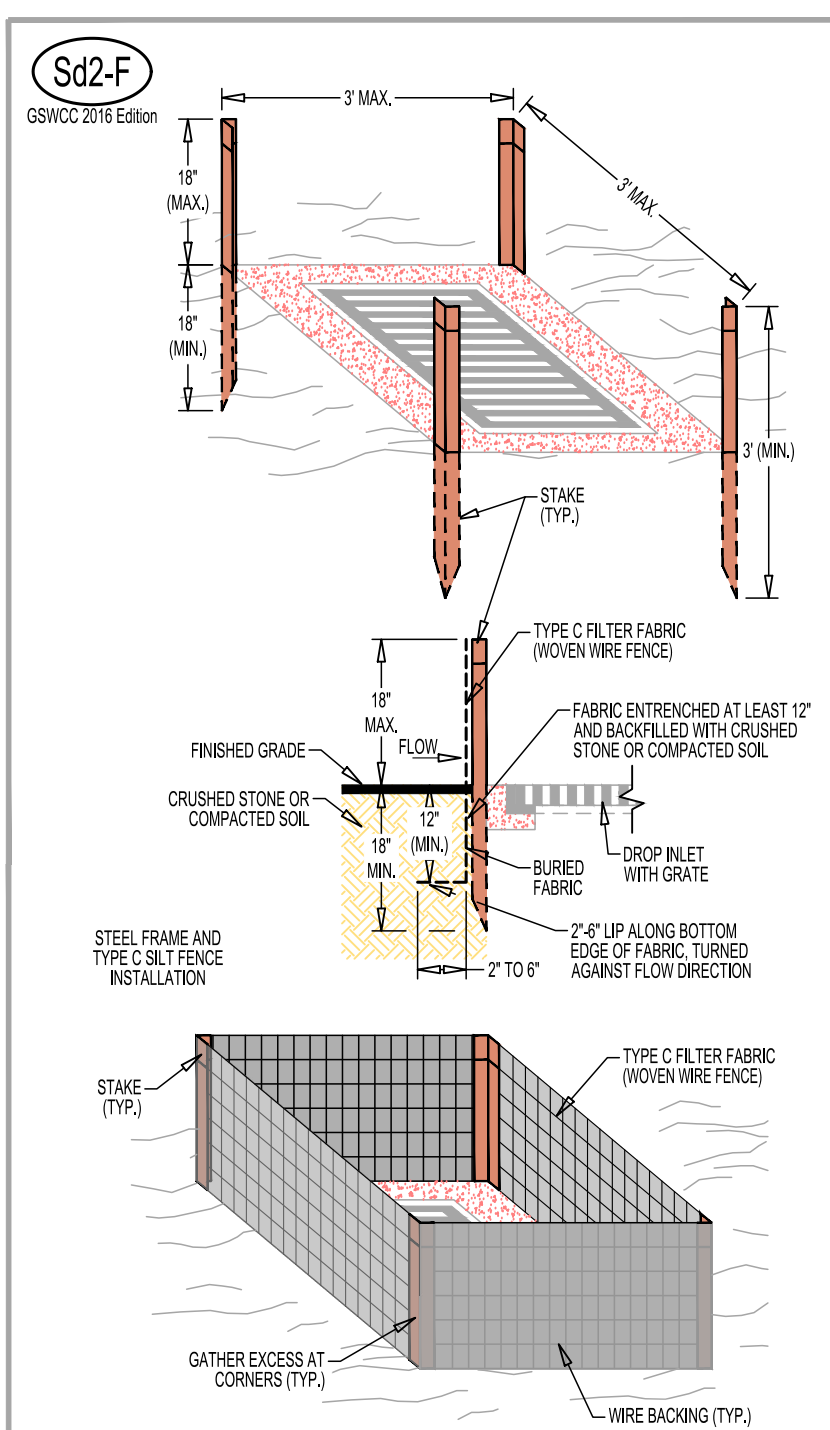 Sd2-F
GSWCC 2016 Edition
3' MAX.
18"
(MAX.)
3' MAX.
18"
(MIN.)
3' (MIN.)
STAKE
(TYP.)
TYPE C FILTER FABRIC
(WOVEN WIRE FENCE)
18"
MAX.
FABRIC ENTRENCHED AT LEAST 12"
AND BACKFILLED WITH CRUSHED
STONE OR COMPACTED SOIL
FLOW
FINISHED GRADE
CRUSHED STONE OR
COMPACTED SOIL
12"
(MIN.)
18"
MIN.
BURIED
FABRIC
DROP INLET
WITH GRATE
2"-6" LIP ALONG BOTTOM
EDGE OF FABRIC, TURNED
AGAINST FLOW DIRECTION
STEEL FRAME AND
TYPE C SILT FENCE
INSTALLATION
2" TO 6"
TYPE C FILTER FABRIC
(WOVEN WIRE FENCE)
STAKE
(TYP.)
GATHER EXCESS AT
CORNERS (TYP.)
WIRE BACKING (TYP.)